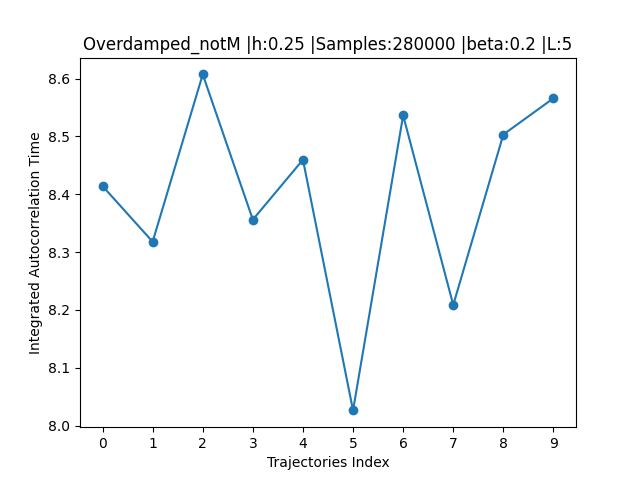 Overdamped_notM |h:0.25 |Samples:280000 |beta:0.2 |L:5
Integrated Autocorrelation Time
8.6
8.5
8.4
8.3
8.2
8.1
8.0
0 1 2 3 4 5 6 7 8 9
Trajectories Index